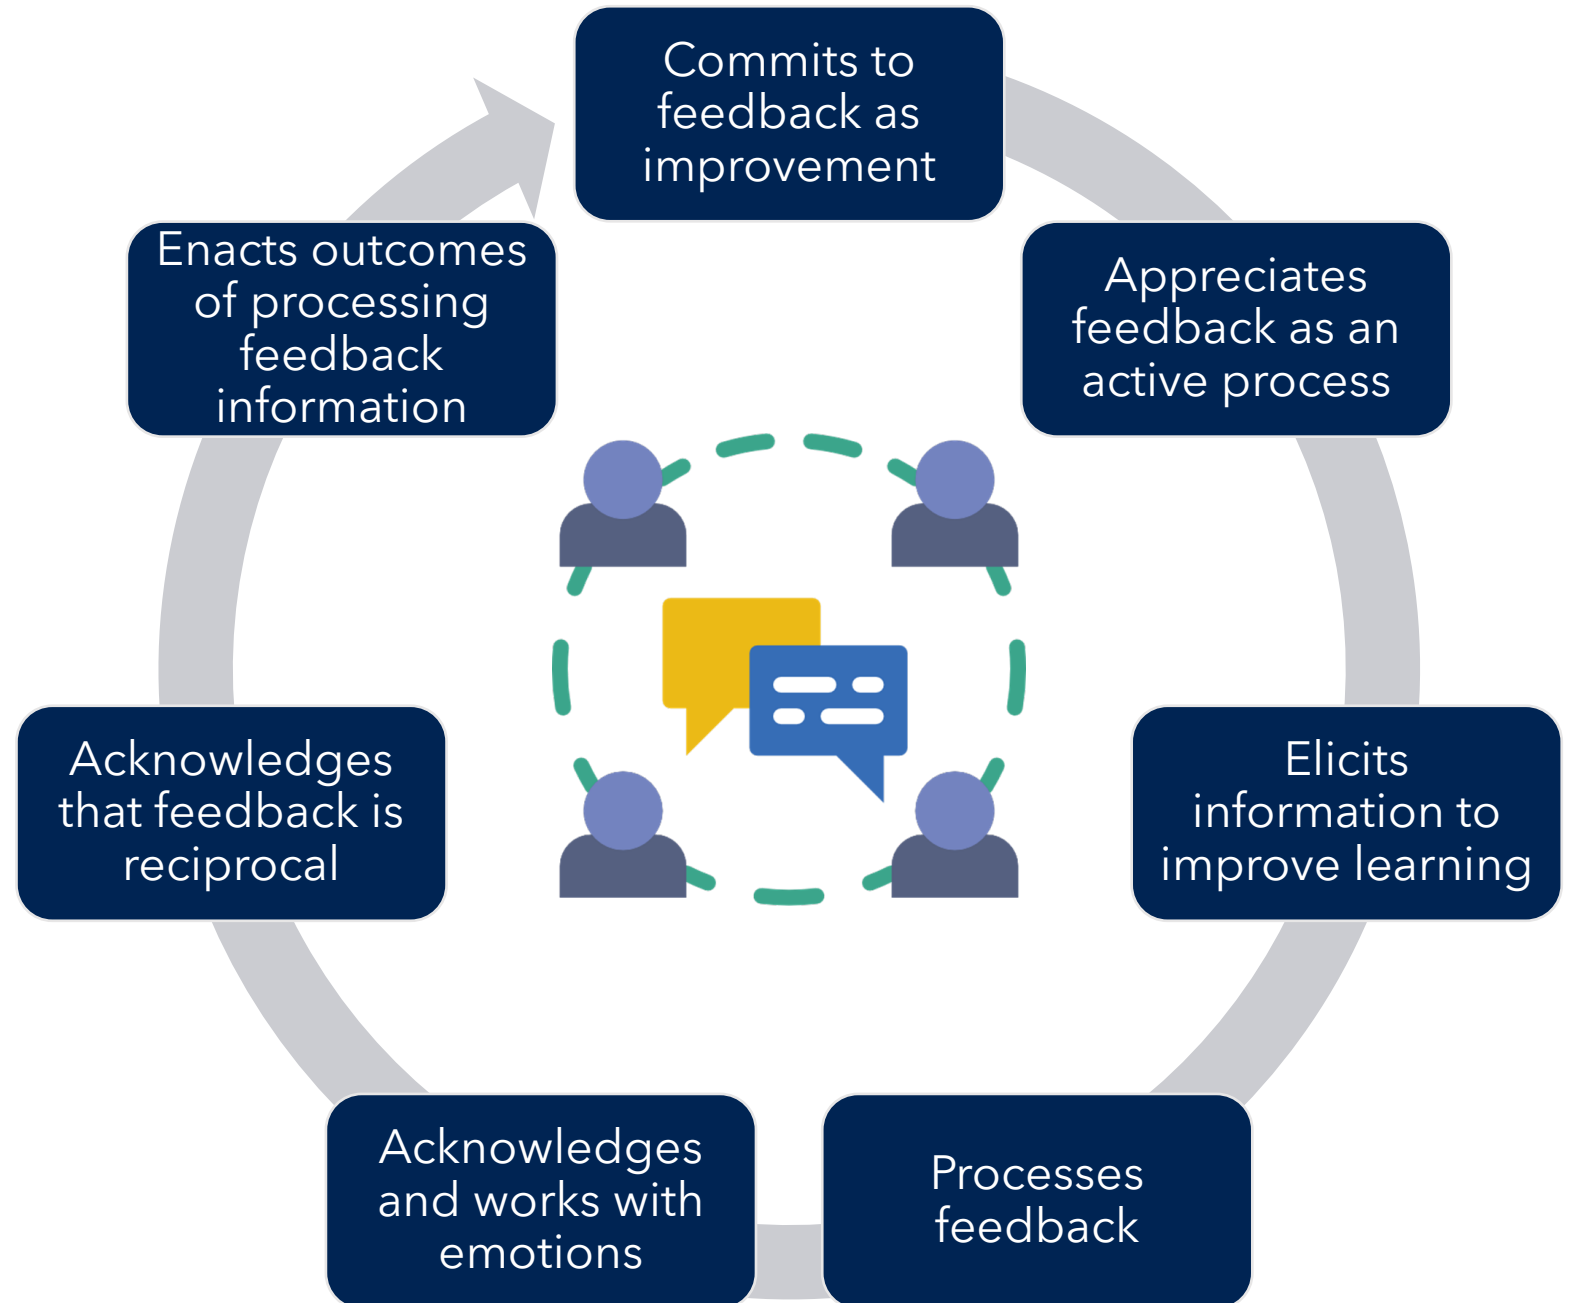 Commits to
feedback as
improvement
Appreciates
feedback as an
active process
Elicits
information to
improve learning
Processes
feedback
Acknowledges
and works with
emotions
Acknowledges
that feedback is
reciprocal
Enacts outcomes
of processing
feedback
information